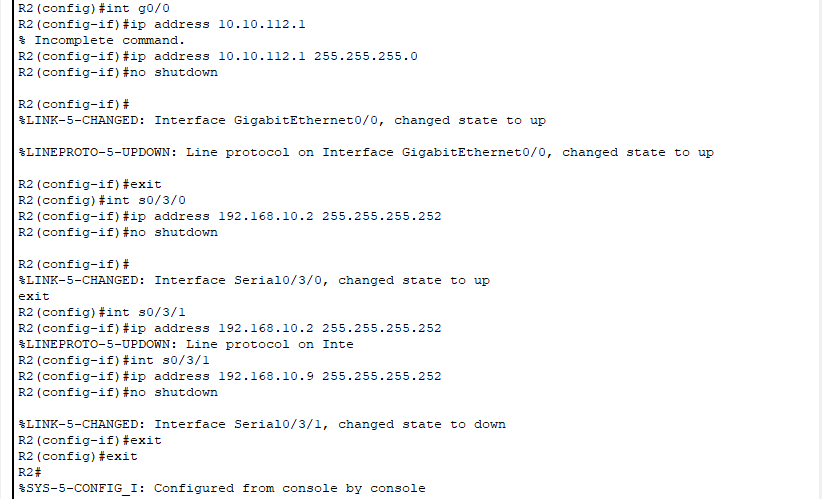 R2(config)#int g0/0
R2(config-if)#ip address 10.10.112.1
% Incomplete command.
R2(config-if)#ip address 10.10.112.1 255.255.255.0
R2(config-if)#no shutdown
R2(config-if)#
%LINK-5-CHANGED: Interface GigabitEthernet0/0, changed state to up
%LINEPROTO-5-UPDOWN: Line protocol on Interface GigabitEthernet0/0, changed state to up
R2(config-if)#exit
R2(config)#int s0/3/0
R2(config-if)#ip address 192.168.10.2 255.255.255.252
R2(config-if)#no shutdown
R2(config-if)#
%LINK-5-CHANGED: Interface Serial0/3/0, changed state to up
exit
R2(config)#int s0/3/1
R2(config-if)#ip address 192.168.10.2 255.255.255.252
%LINEPROTO-5-UPDOWN: Line protocol on Inte
R2(config-if)#int s0/3/1
R2(config-if)#ip address 192.168.10.9 255.255.255.252
R2(config-if)#no shutdown
%LINK-5-CHANGED: Interface Serial0/3/1, changed state to down
R2(config-if)#exit
R2(config)#exit
R2#
%SYS-5-CONFIG_I: Configured from console by console